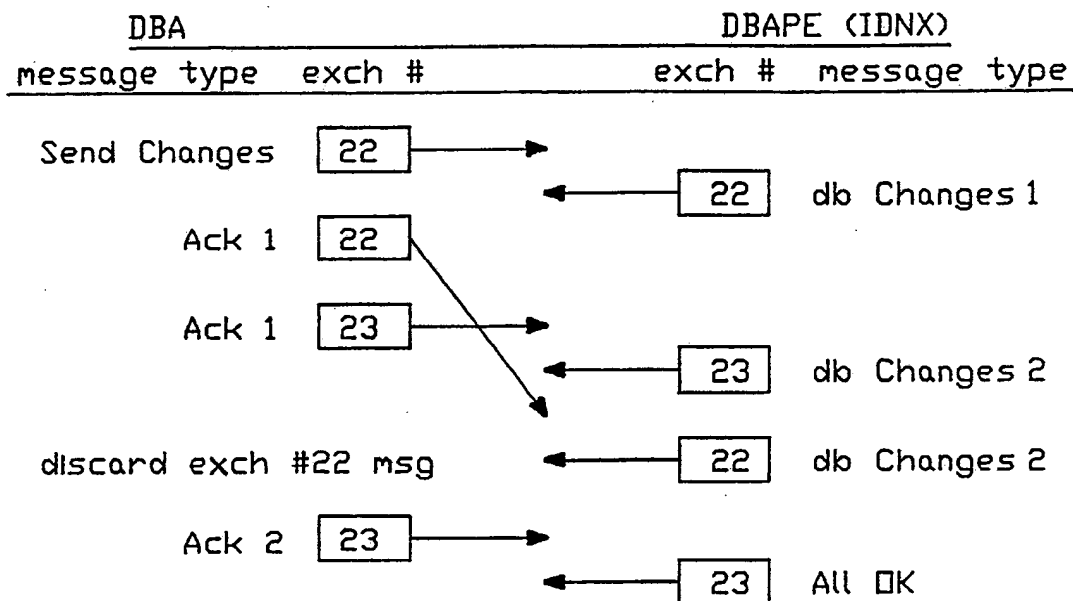 DBA DBAPE (IDNX)
message type exch # exch # message type
Send Changes 22
22 db Changes 1
Ack 1 22
Ack 1 23
23 db Changes 2
discard exch #22 msg 22 db Changes 2
Ack 2 23
23 All OK